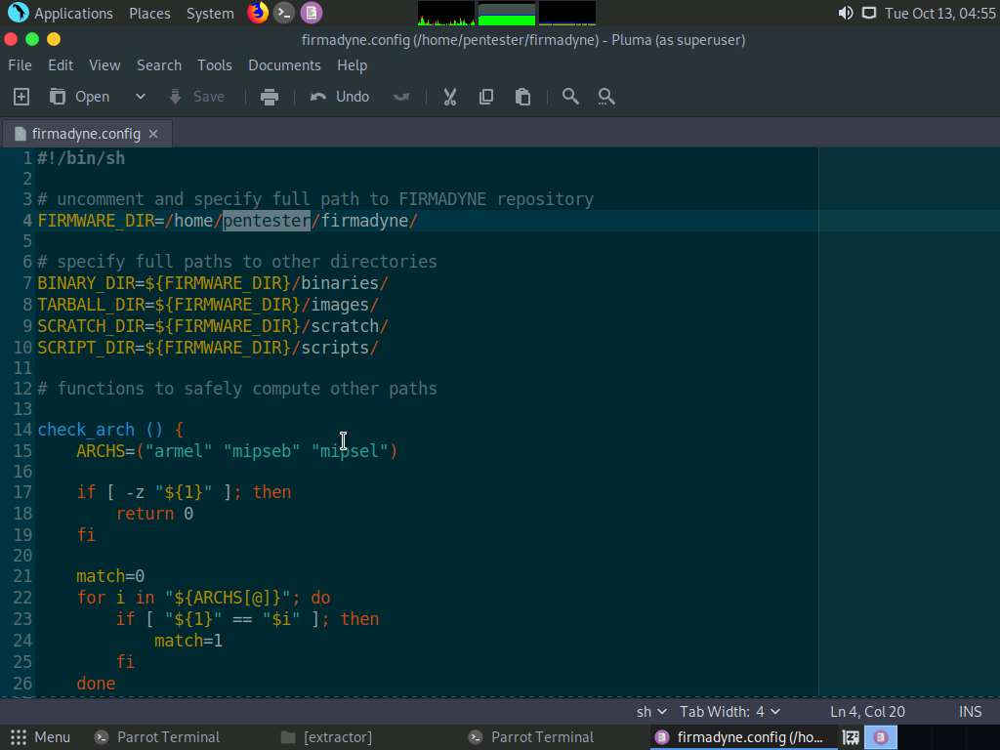 Applications Places System Tue Oct 13, 04:55
firmadyne.config (/home/pentester/firmadyne) - Pluma (as superuser)
File Edit View Search Tools Documents Help
Open Save Undo
firmadyne.config
1 #!/bin/sh
2
3 # uncomment and specify full path to FIRMADYNE repository
4 FIRMWARE_DIR=/home/pentester/firmadyne/
5
6 # specify full paths to other directories
7 BINARY_DIR=${FIRMWARE_DIR}/binaries/
8 TARBALL_DIR=${FIRMWARE_DIR}/images/
9 SCRATCH_DIR=${FIRMWARE_DIR}/scratch/
10 SCRIPT_DIR=${FIRMWARE_DIR}/scripts/
11
12 # functions to safely compute other paths
13
14 check_arch () {
15     ARCHS=("armel" "mipseb" "mipsel")
16
17     if [ -z "${1}" ]; then
18         return 0
19     fi
20
21     match=0
22     for i in "${ARCHS[@]}"; do
23         if [ "${1}" == "$i" ]; then
24             match=1
25         fi
26     done
sh Tab Width: 4 Ln 4, Col 20 INS
Menu Parrot Terminal [extractor] Parrot Terminal firmadyne.config (/ho...